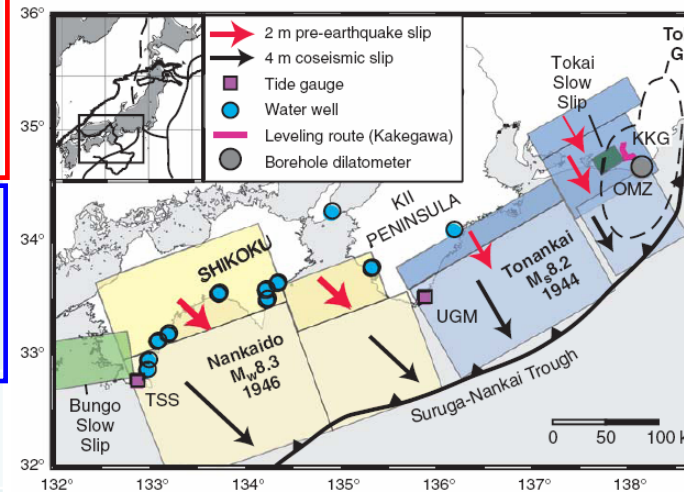 36°
35°
34°
33°
32°
2 m pre-earthquake slip
4 m coseismic slip
Tide gauge
Water well
Leveling route (Kakegawa)
Borehole dilatometer
To
G
Tokai
Slow
Slip
KKG
OMZ
KII
PENINSULA
SHIKOKU
Tonankai
Ms8.2
1944
UGM
Nankaido
Mw8.3
1946
TSS
Bungo
Slow
Slip
Suruga-Nankai Trough
0 50 100 k
132° 133° 134° 135° 136° 137° 138°